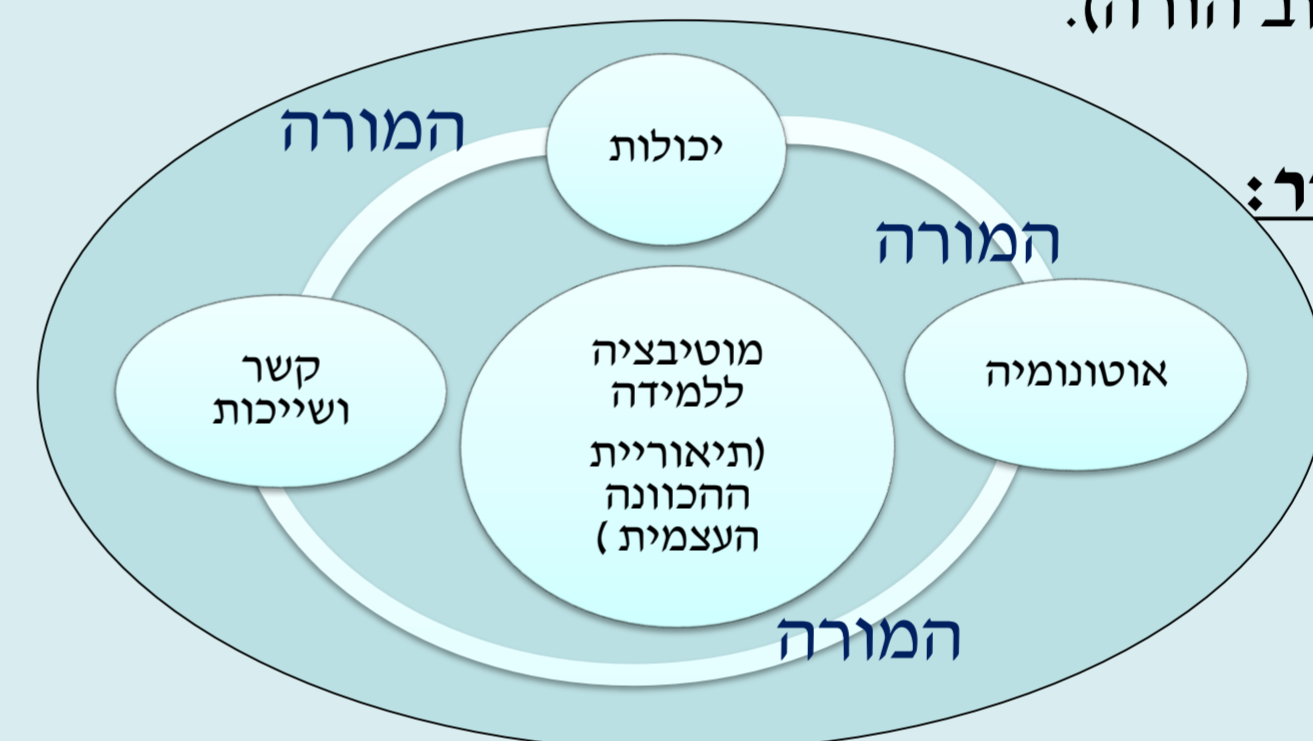 המורה
יכולות
המורה
אוטונומיה
קשר
ושייכות
מוטיבציה
ללמידה
(תיאוריית
ההכוונה
העצמית )
המורה